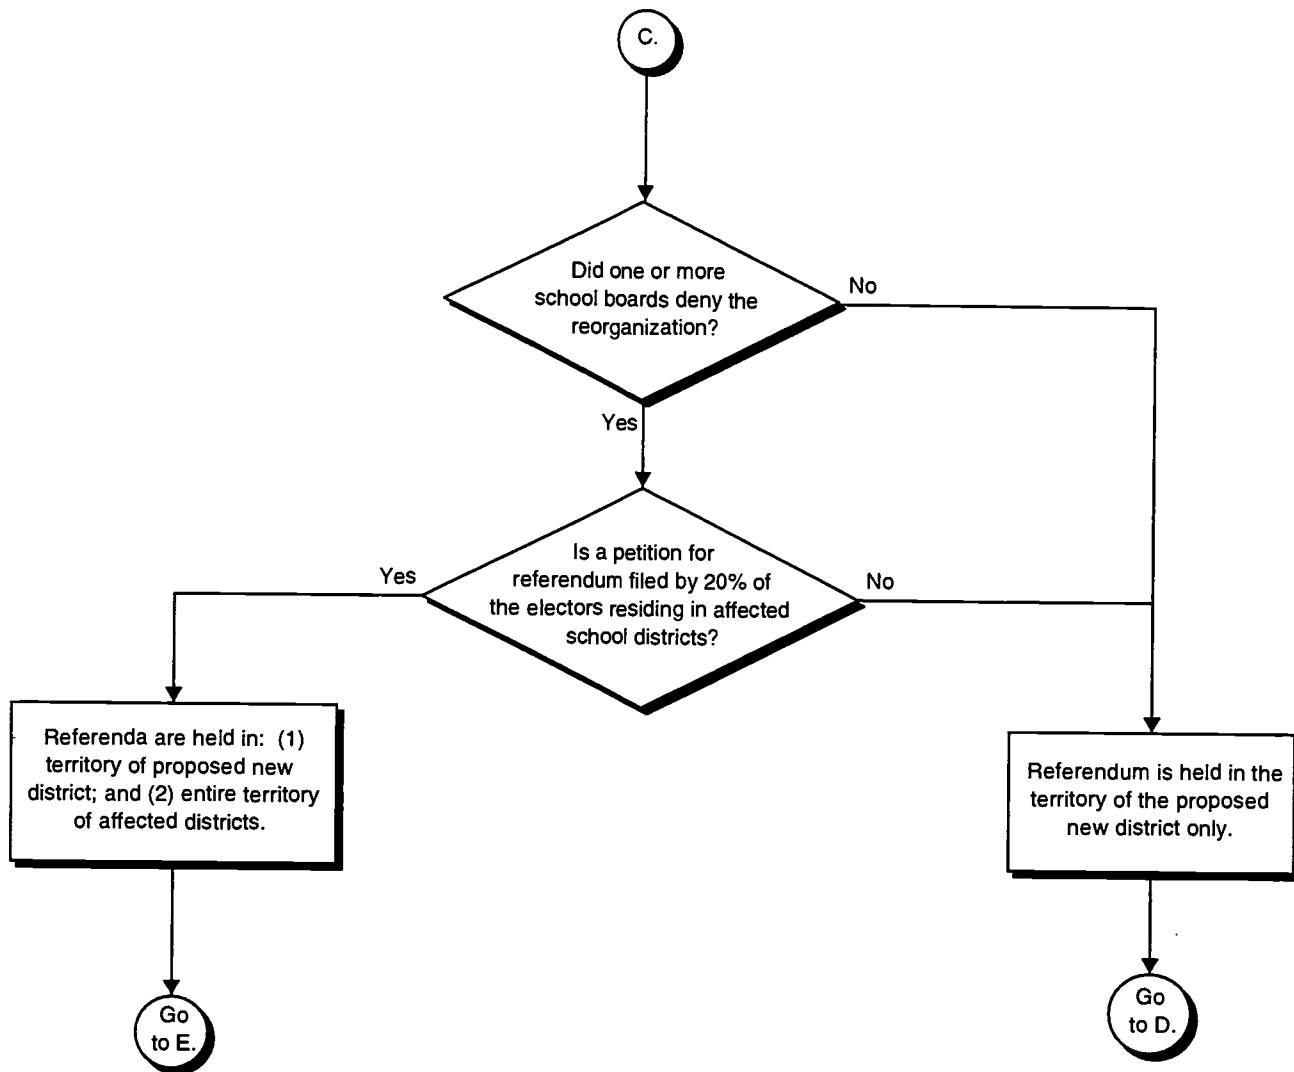 C.
Did one or more
school boards deny the
reorganization?
No
Yes
Is a petition for
referendum filed by 20% of
the electors residing in affected
school districts?
Yes
No
Referenda are held in: (1)
territory of proposed new
district; and (2) entire territory
of affected districts.
Referendum is held in the
territory of the proposed
new district only.
Go
to E.
Go
to D.